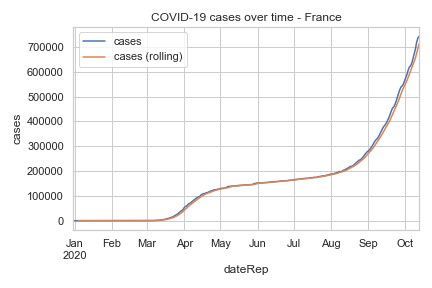 COVID-19 cases over time - France
cases
cases (rolling)
700000
600000
500000
400000
300000
200000
100000
0
cases
Jan Feb Mar Apr May Jun Jul Aug Sep Oct
2020
dateRep